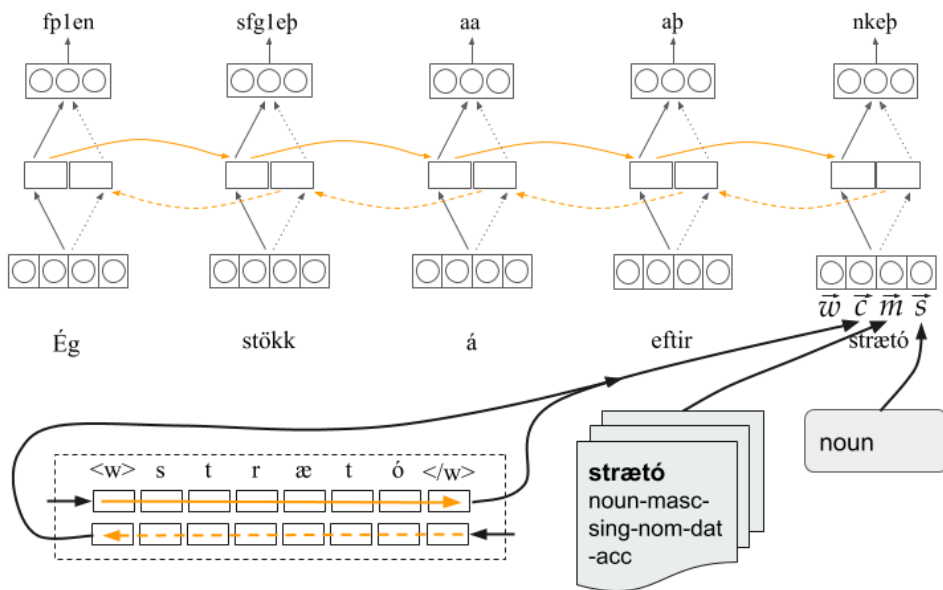 fp1en sfg1eþ aa aþ nkeþ
w c m s
Ég stökk á eftir strætó
<w> s t r æ t ó </w>
strætó
noun-masc-
sing-nom-dat
-acc
noun